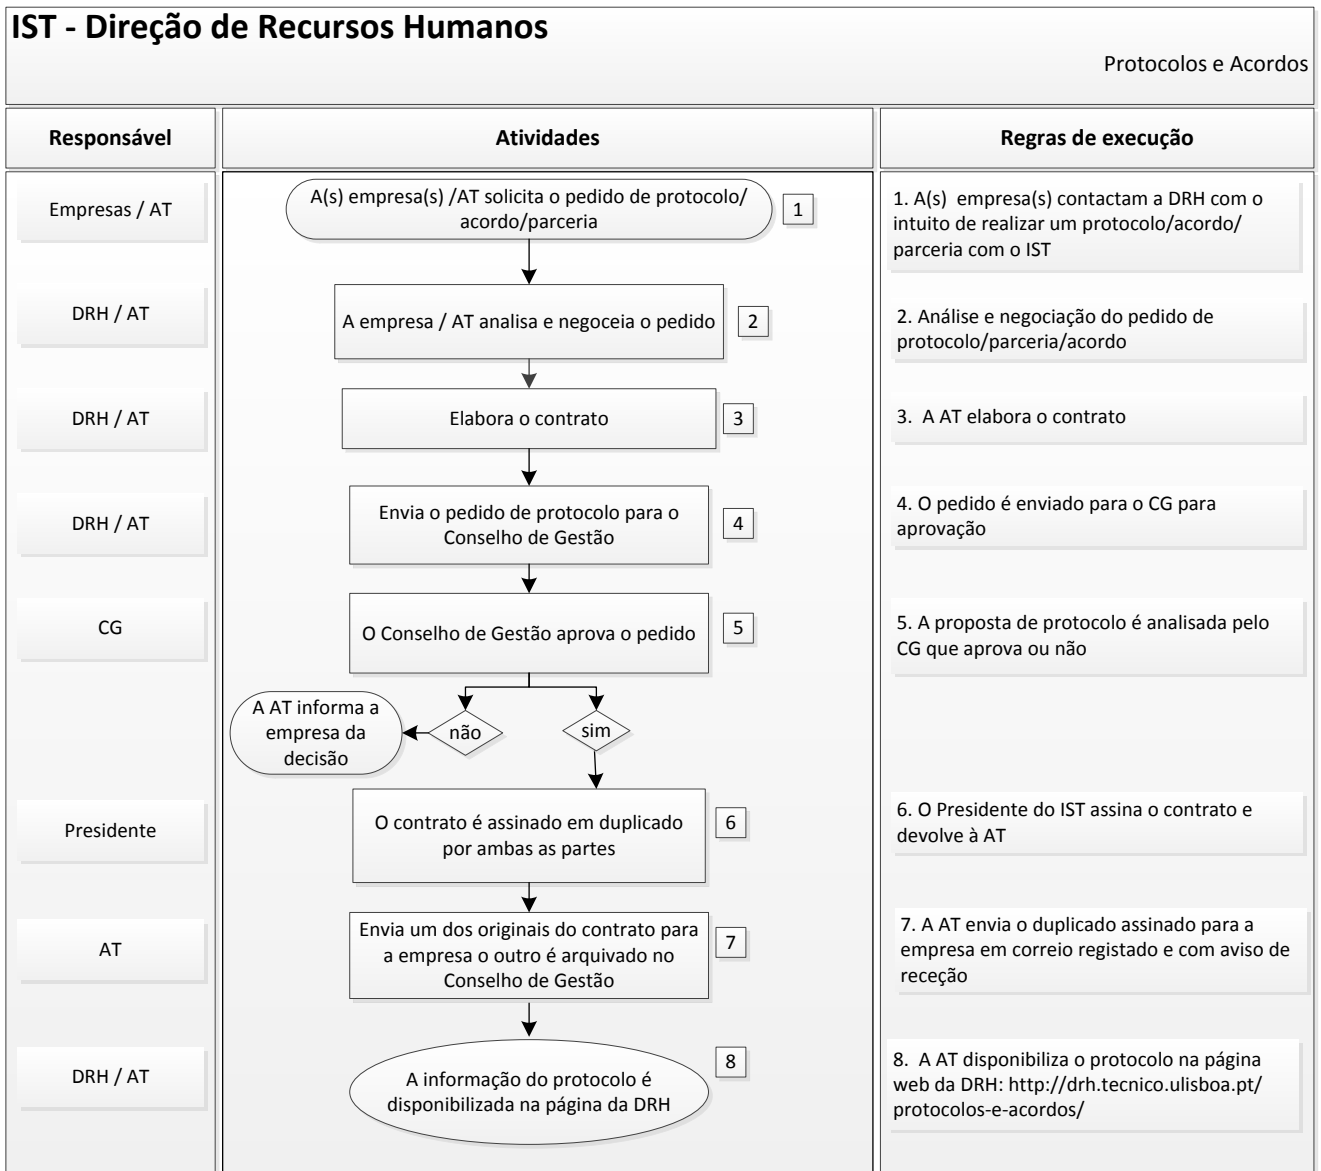 IST - Direção de Recursos Humanos
Protocolos e Acordos
Responsável
Atividades
Regras de execução
Empresas / AT
A(s) empresa(s) /AT solicita o pedido de protocolo/
acordo/parceria
1
1. A(s)  empresa(s) contactam a DRH com o
intuito de realizar um protocolo/acordo/
parceria com o IST
DRH / AT
A empresa / AT analisa e negoceia o pedido
2
2. Análise e negociação do pedido de
protocolo/parceria/acordo
DRH / AT
Elabora o contrato
3
3.  A AT elabora o contrato
DRH / AT
Envia o pedido de protocolo para o
Conselho de Gestão
4
4. O pedido é enviado para o CG para
aprovação
CG
O Conselho de Gestão aprova o pedido
5
5. A proposta de protocolo é analisada pelo
CG que aprova ou não
A AT informa a
empresa da
decisão
não
sim
Presidente
O contrato é assinado em duplicado
por ambas as partes
6
6. O Presidente do IST assina o contrato e
devolve à AT
AT
Envia um dos originais do contrato para
a empresa o outro é arquivado no
Conselho de Gestão
7
7. A AT envia o duplicado assinado para a
empresa em correio registado e com aviso de
receção
DRH / AT
A informação do protocolo é
disponibilizada na página da DRH
8
8.  A AT disponibiliza o protocolo na página
web da DRH: http://drh.tecnico.ulisboa.pt/
protocolos-e-acordos/